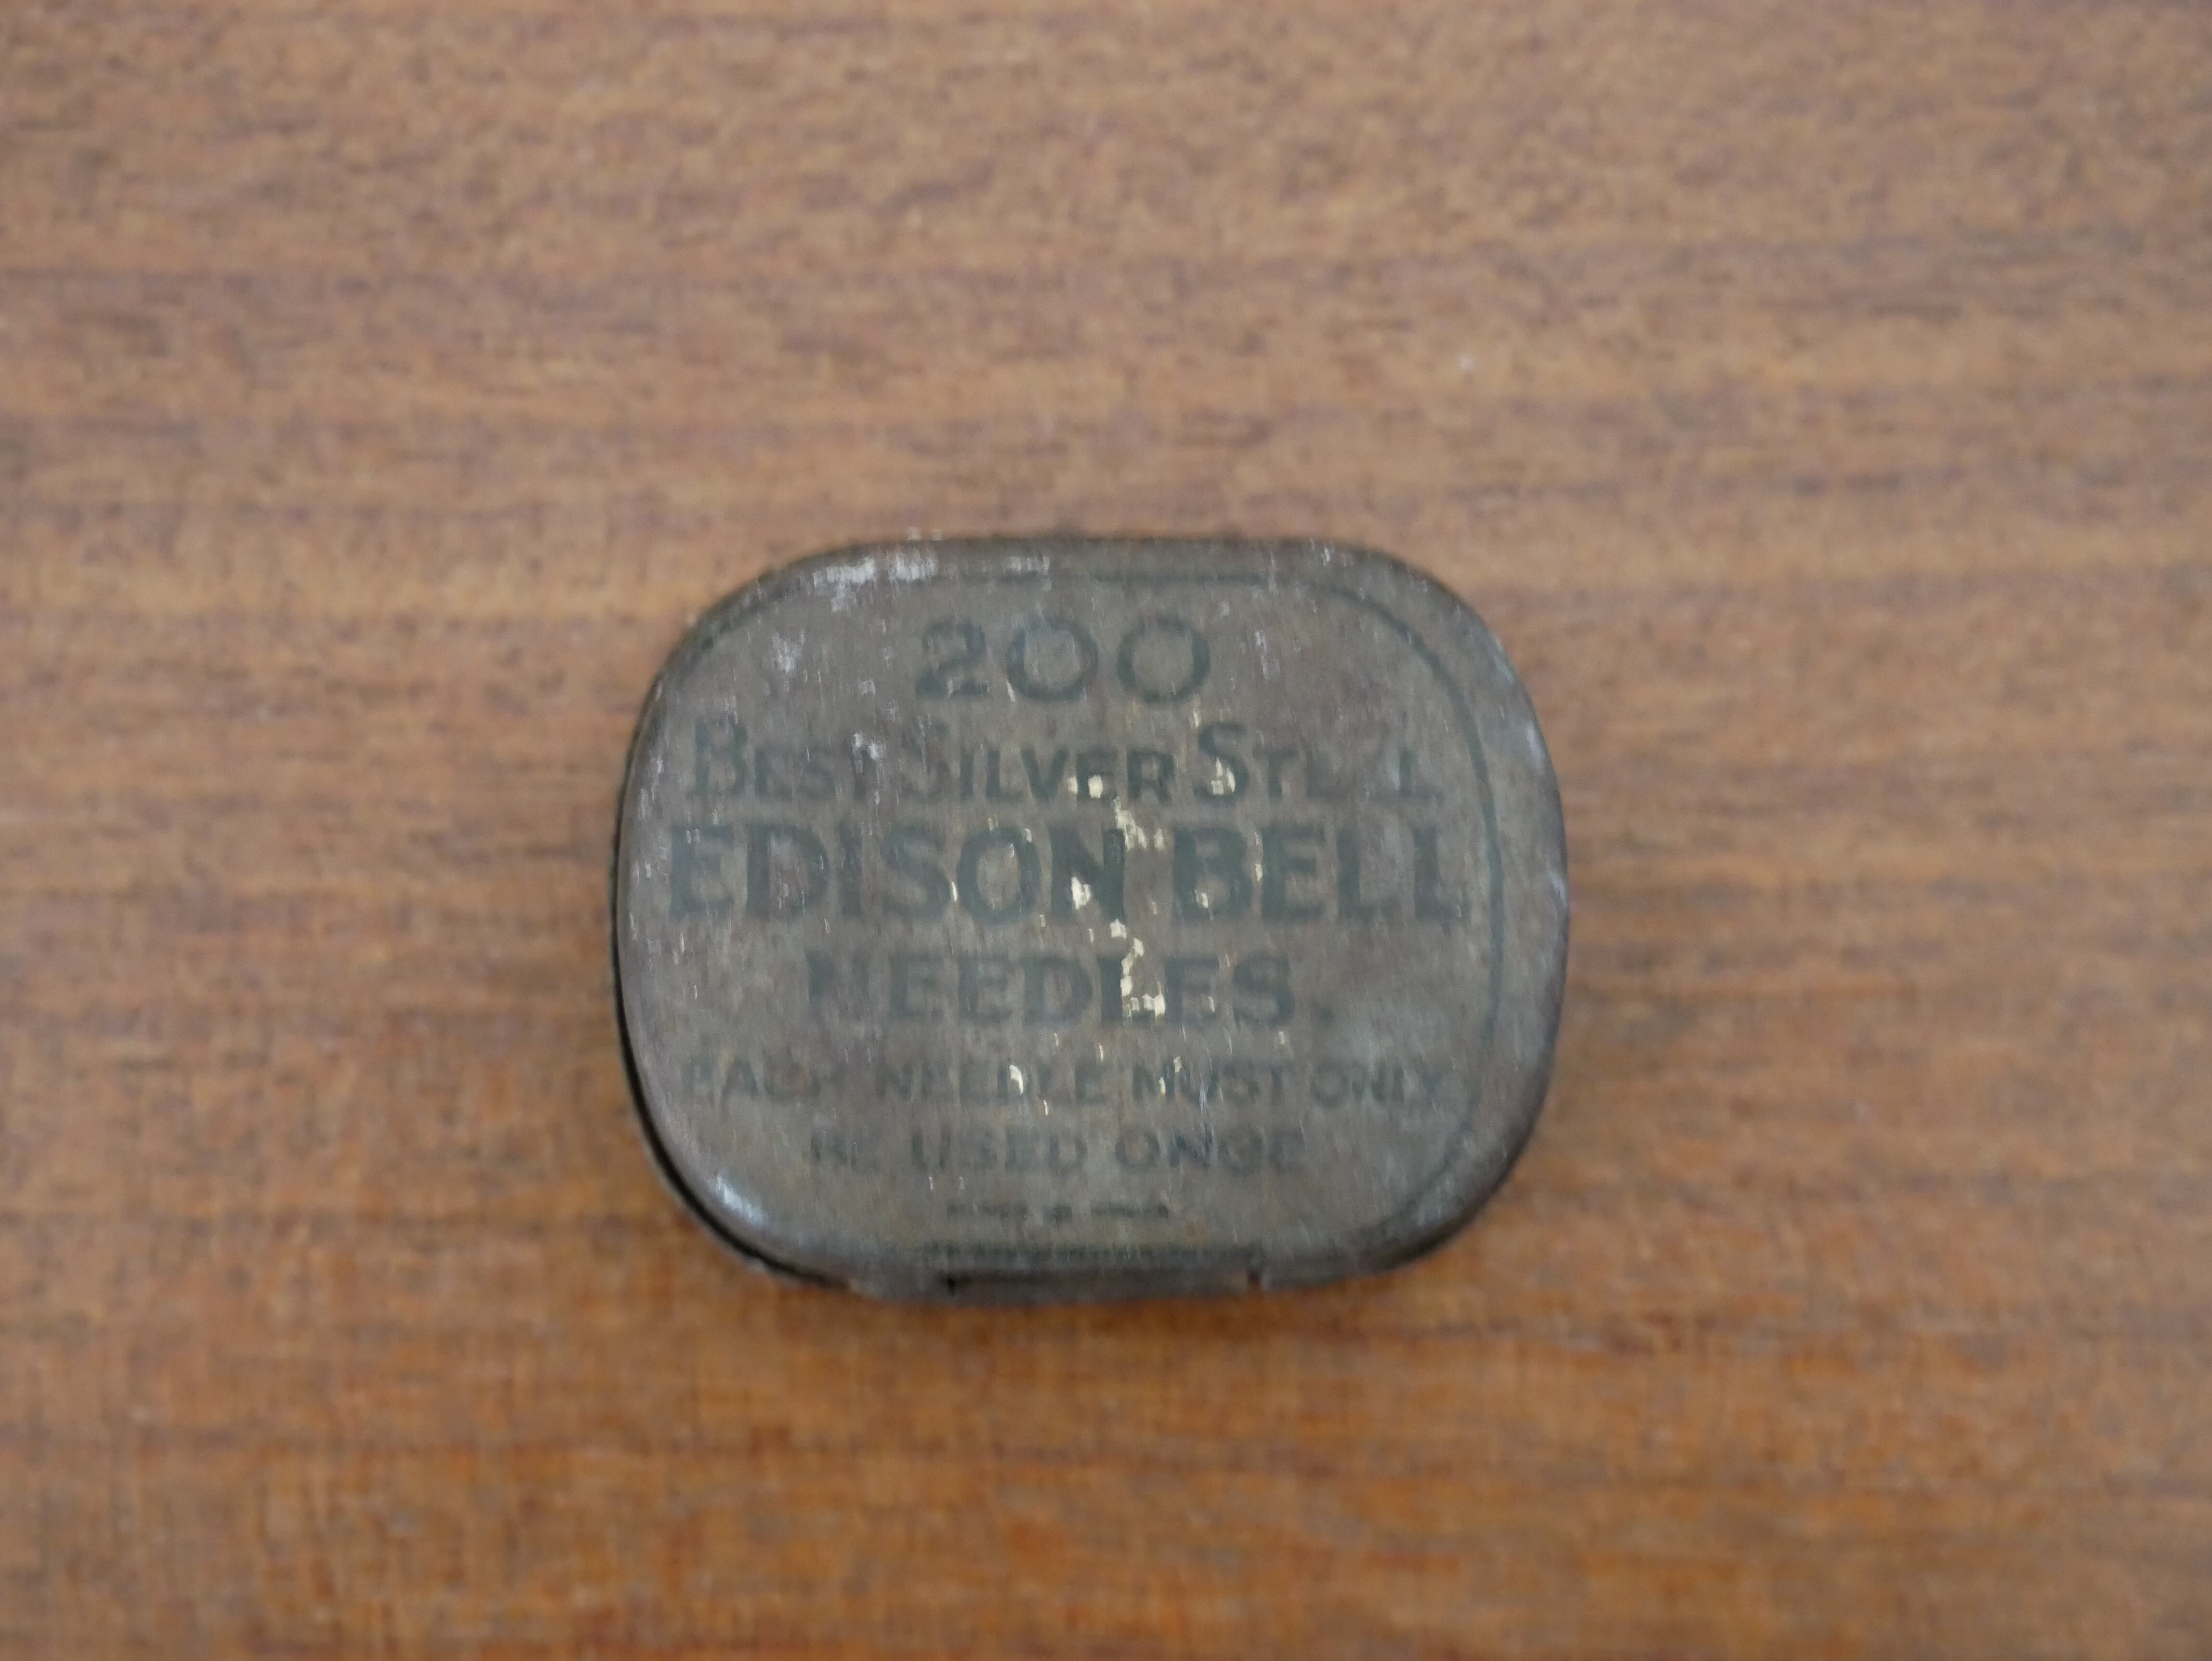 200
BEST SILVER STEEL
EDISON BELL
NEEDLES.
EACH NEEDLE MUST ONLY
BE USED ONCE